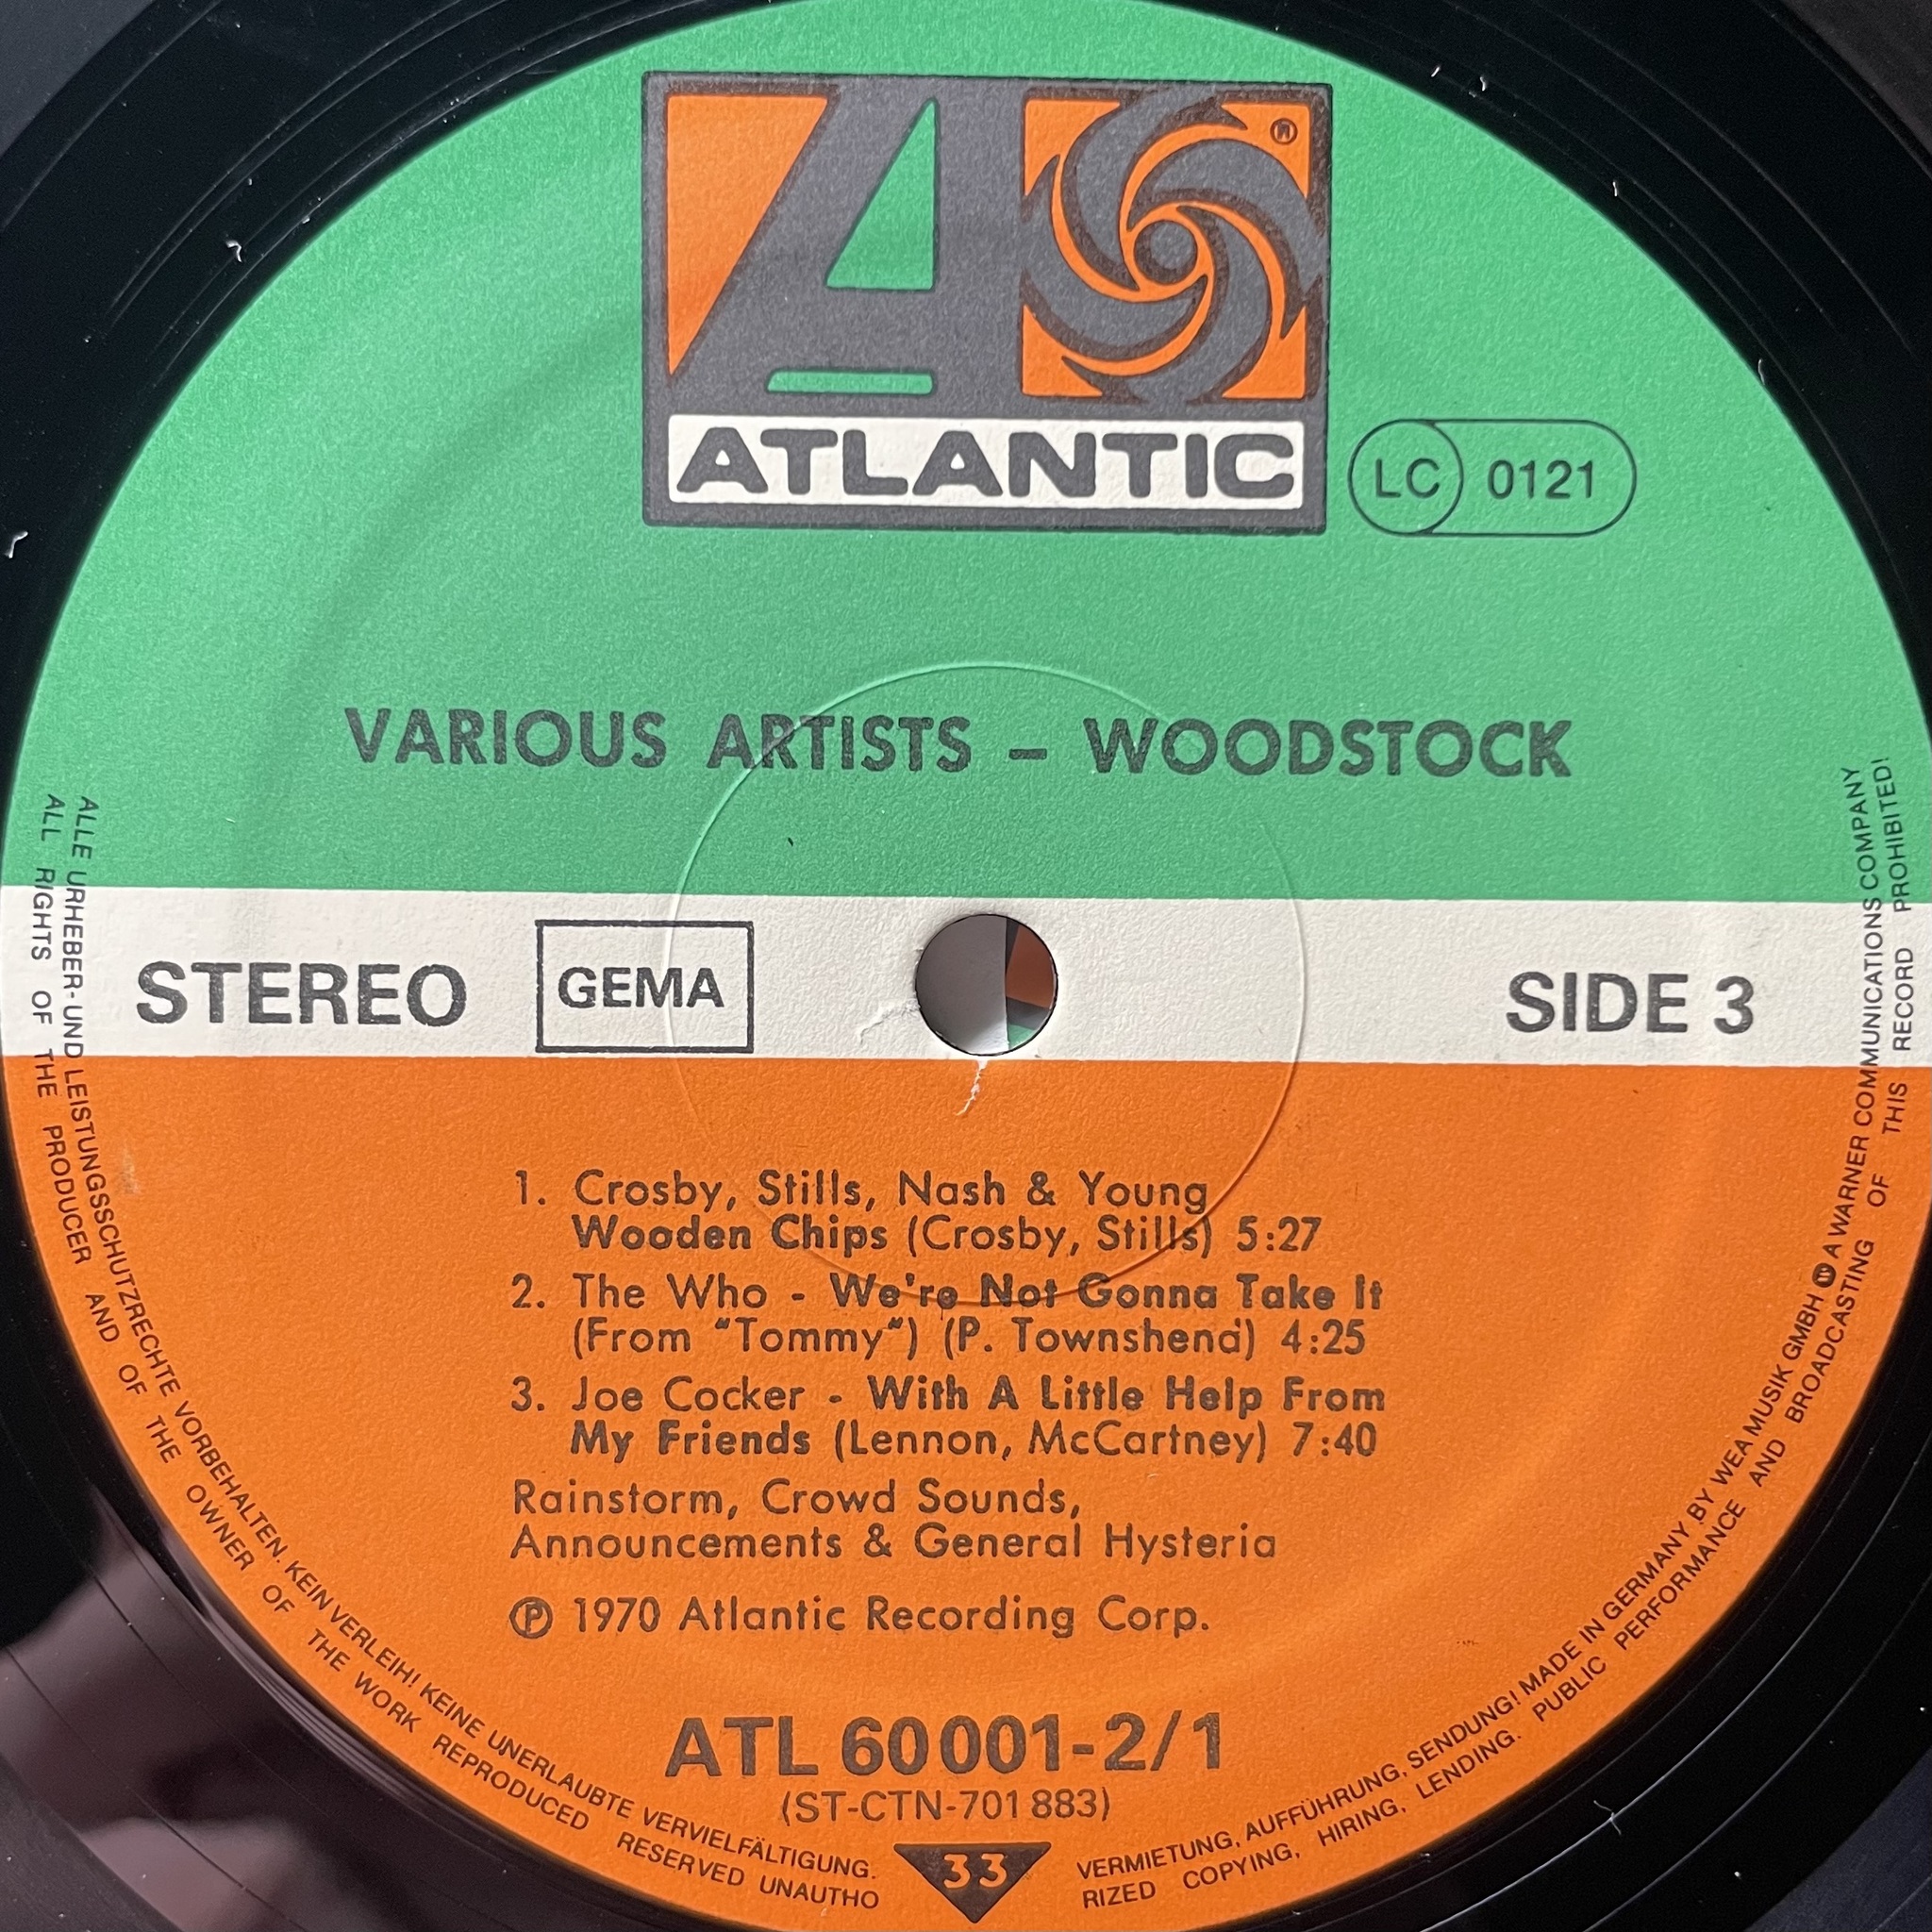 ATLANTIC
LC 0121
VARIOUS ARTISTS – WOODSTOCK
STEREO GEMA SIDE 3
1. Crosby, Stills, Nash & Young
Wooden Chips (Crosby, Stills) 5:27
2. The Who - We're Not Gonna Take It
(From "Tommy") (P. Townshend) 4:25
3. Joe Cocker - With A Little Help From
My Friends (Lennon, McCartney) 7:40
Rainstorm, Crowd Sounds,
Announcements & General Hysteria
℗ 1970 Atlantic Recording Corp.
ATL 60 001-2/1
(ST-CTN-701 883)
33
ALLE URHEBER- UND LEISTUNGSSCHUTZRECHTE VORBEHALTEN. KEIN VERLEIH! KEINE UNERLAUBTE VERVIELFÄLTIGUNG. VERMIETUNG, AUFFÜHRUNG, SENDUNG! MADE IN GERMANY BY WEA MUSIK GMBH A WARNER COMMUNICATIONS COMPANY
ALL RIGHTS OF THE PRODUCER AND OF THE OWNER OF THE WORK REPRODUCED RESERVED UNAUTHORIZED COPYING, HIRING, LENDING. PUBLIC PERFORMANCE AND BROADCASTING OF THIS RECORD PROHIBITED!